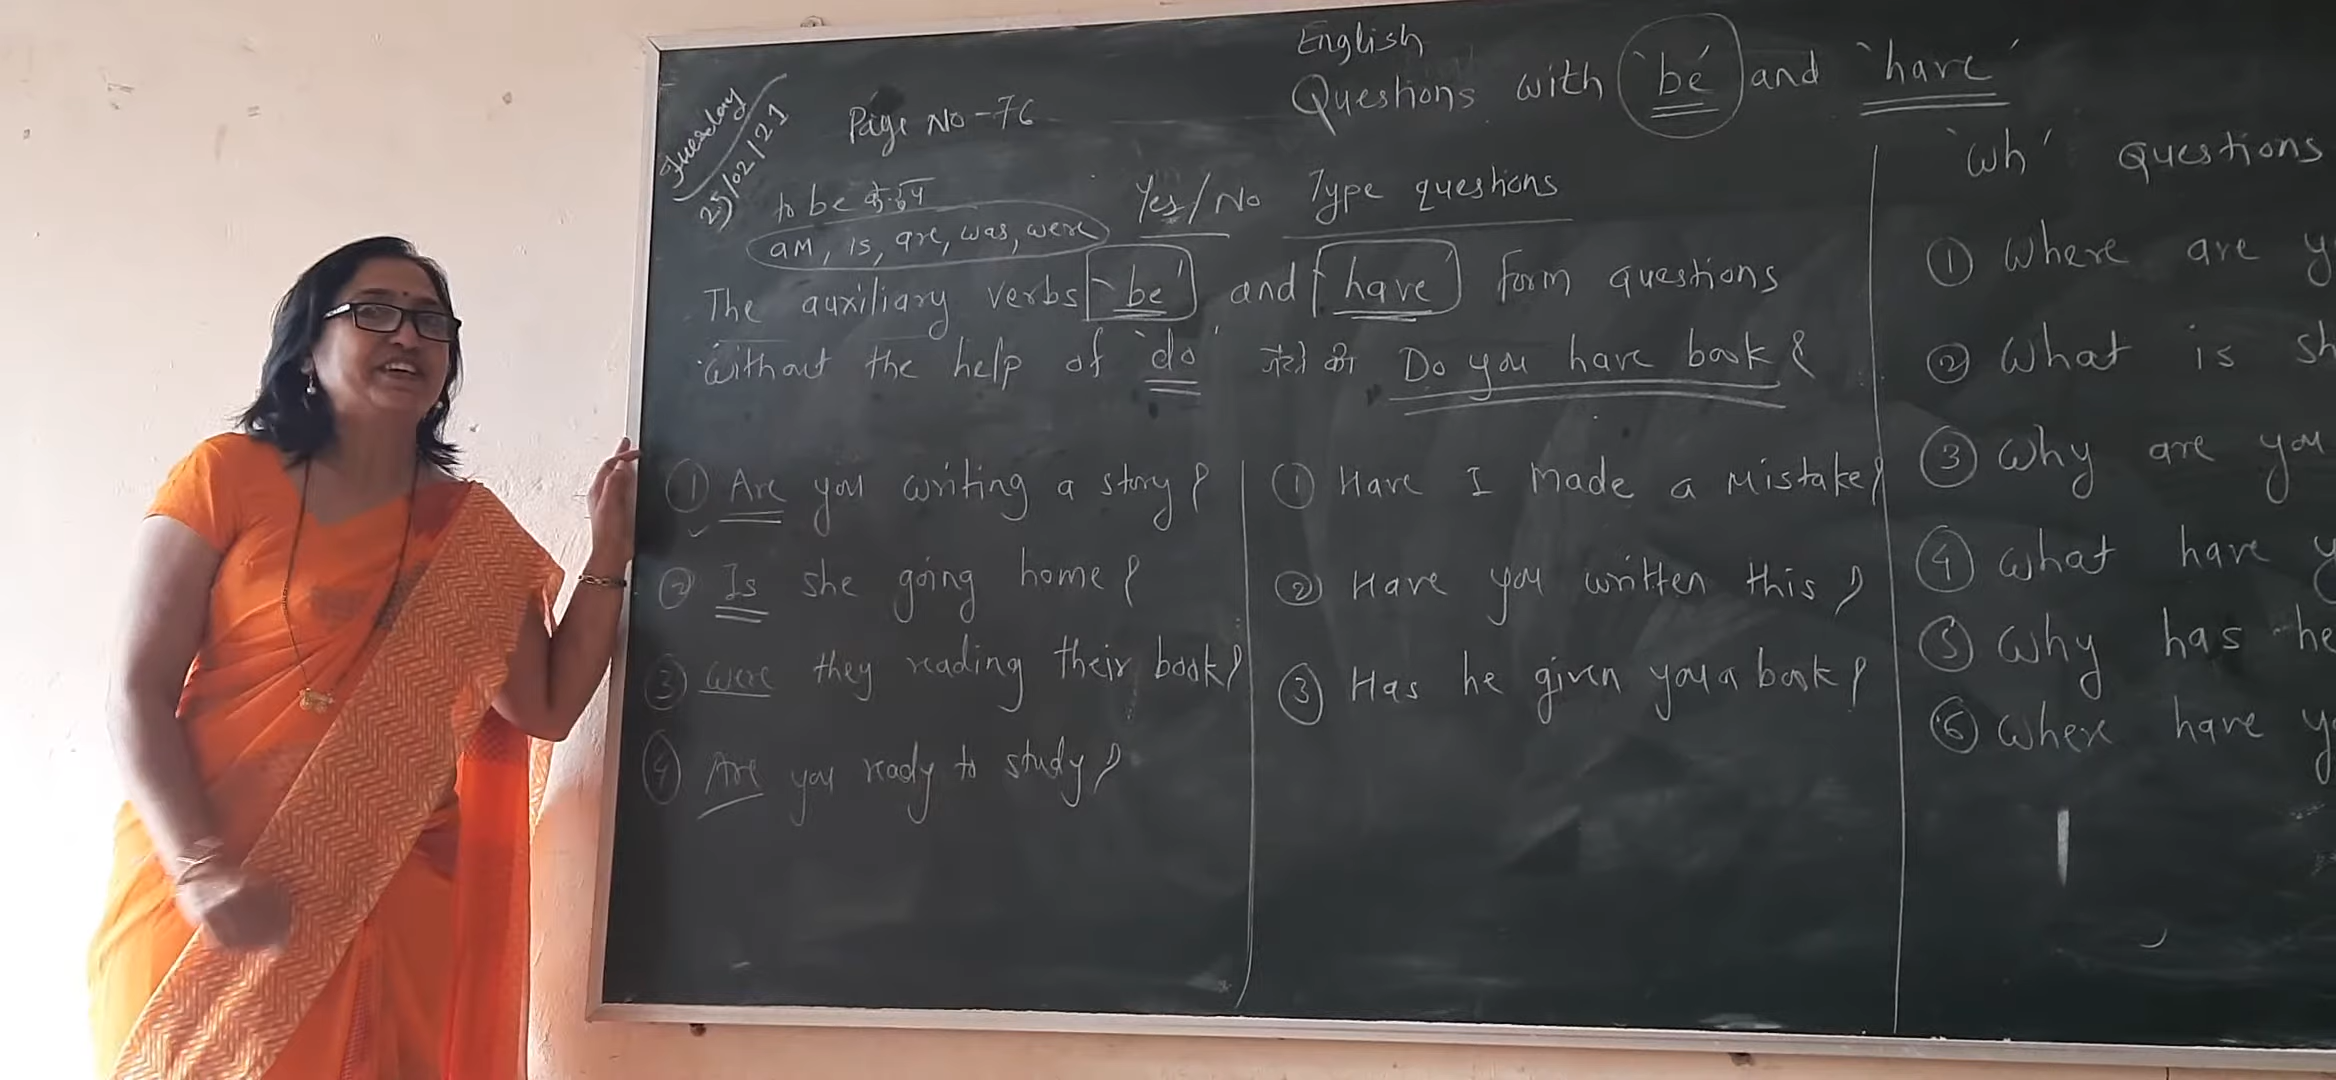 English
Questions with 'be' and 'have'
Tuesday
25/02/21
Page No - 76
to be
am, is, are, was, were
Yes/No Type questions
The auxiliary verbs 'be' and 'have' form questions
without the help of 'do' जसे की Do you have book?
① Are you writing a story?
② Is she going home?
③ Were they reading their book?
④ Are you ready to study?
① Have I made a mistake?
② Have you written this?
③ Has he given you a book?
'Wh' Questions
① Where are y
② What is sh
③ Why are you
④ What have y
⑤ Why has he
⑥ Where have y